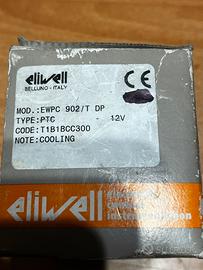 eliwell
BELLUNO - ITALY
CE
MOD.:EWPC 902/T DP
TYPE:PTC - 12V
CODE:T1B1BCC300
NOTE:COOLING
eliwell